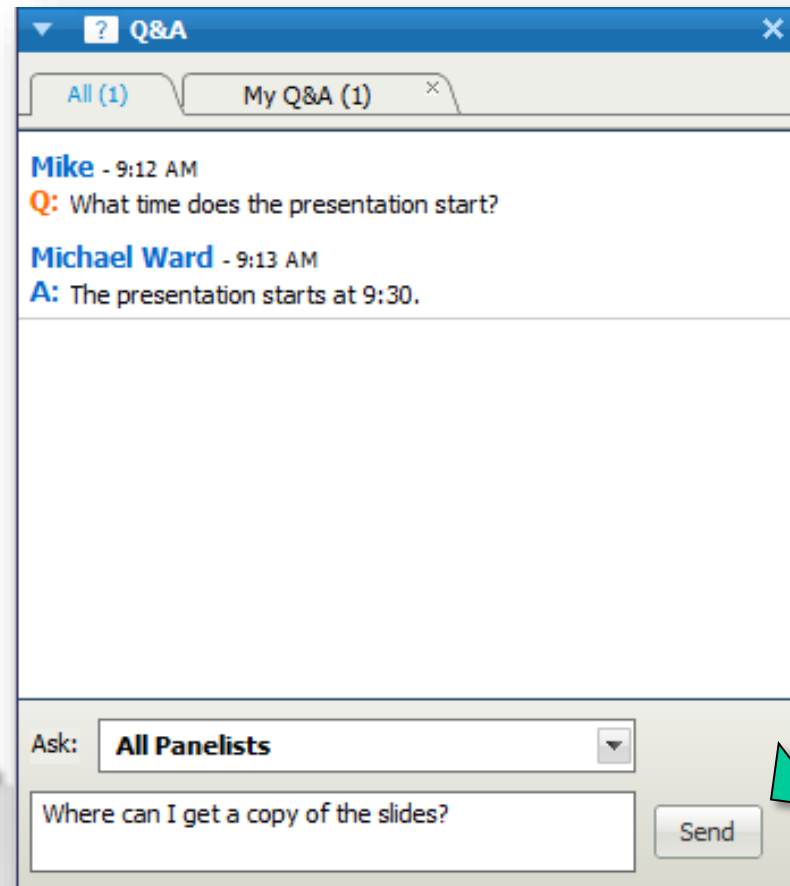 ? Q&A
All (1) My Q&A (1)
Mike - 9:12 AM
Q: What time does the presentation start?
Michael Ward - 9:13 AM
A: The presentation starts at 9:30.
Ask: All Panelists
Where can I get a copy of the slides?
Send